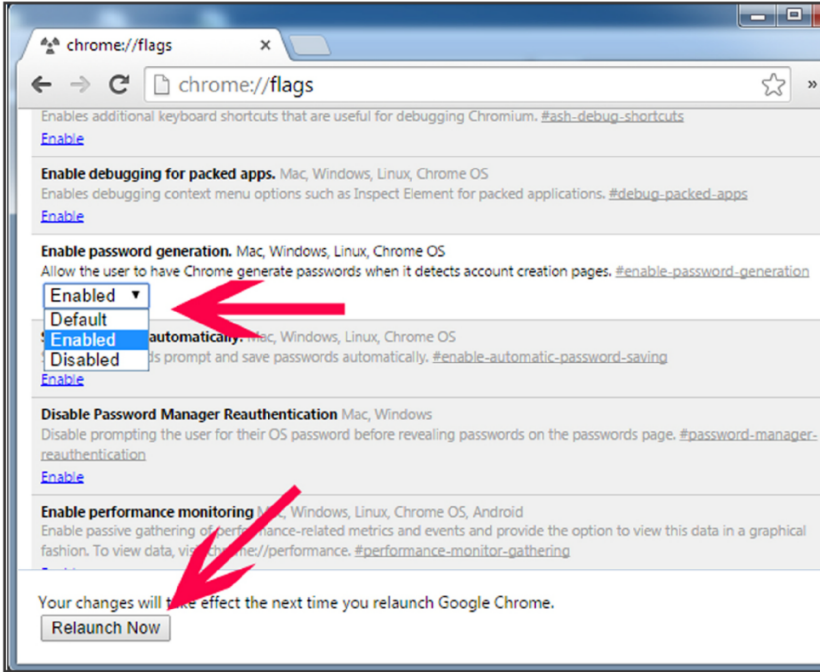 chrome://flags
chrome://flags
Enables additional keyboard shortcuts that are useful for debugging Chromium. #ash-debug-shortcuts
Enable
Enable debugging for packed apps. Mac, Windows, Linux, Chrome OS
Enables debugging context menu options such as Inspect Element for packed applications. #debug-packed-apps
Enable
Enable password generation. Mac, Windows, Linux, Chrome OS
Allow the user to have Chrome generate passwords when it detects account creation pages. #enable-password-generation
Enabled
Default
Enabled
Disabled
automatically. Mac, Windows, Linux, Chrome OS
prompt and save passwords automatically. #enable-automatic-password-saving
Enable
Disable Password Manager Reauthentication Mac, Windows
Disable prompting the user for their OS password before revealing passwords on the passwords page. #password-manager-
reauthentication
Enable
Enable performance monitoring Windows, Linux, Chrome OS, Android
Enable passive gathering of performance-related metrics and events and provide the option to view this data in a graphical
fashion. To view data, visit chrome://performance. #performance-monitor-gathering
Your changes will take effect the next time you relaunch Google Chrome.
Relaunch Now